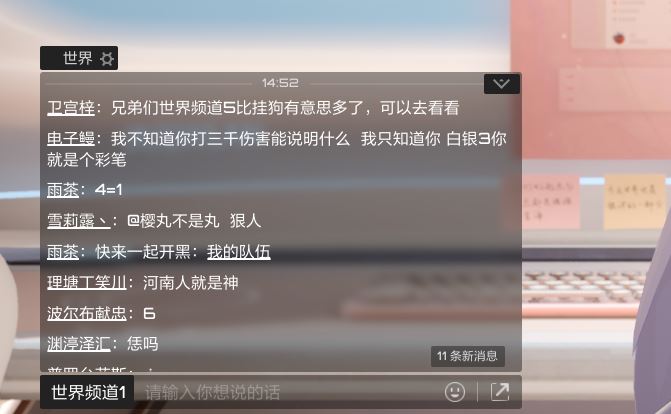 世界
14:52
卫宫梓：兄弟们世界频道5比挂狗有意思多了，可以去看看
电子鳗：我不知道你打三千伤害能说明什么 我只知道你 白银3你
就是个彩笔
雨茶：4=1
雪莉露丶：@樱丸不是丸 狠人
雨茶：快来一起开黑：我的队伍
理塘丁笑川：河南人就是神
波尔布献忠：6
渊渟泽汇：恁吗
11 条新消息
世界频道1 请输入你想说的话